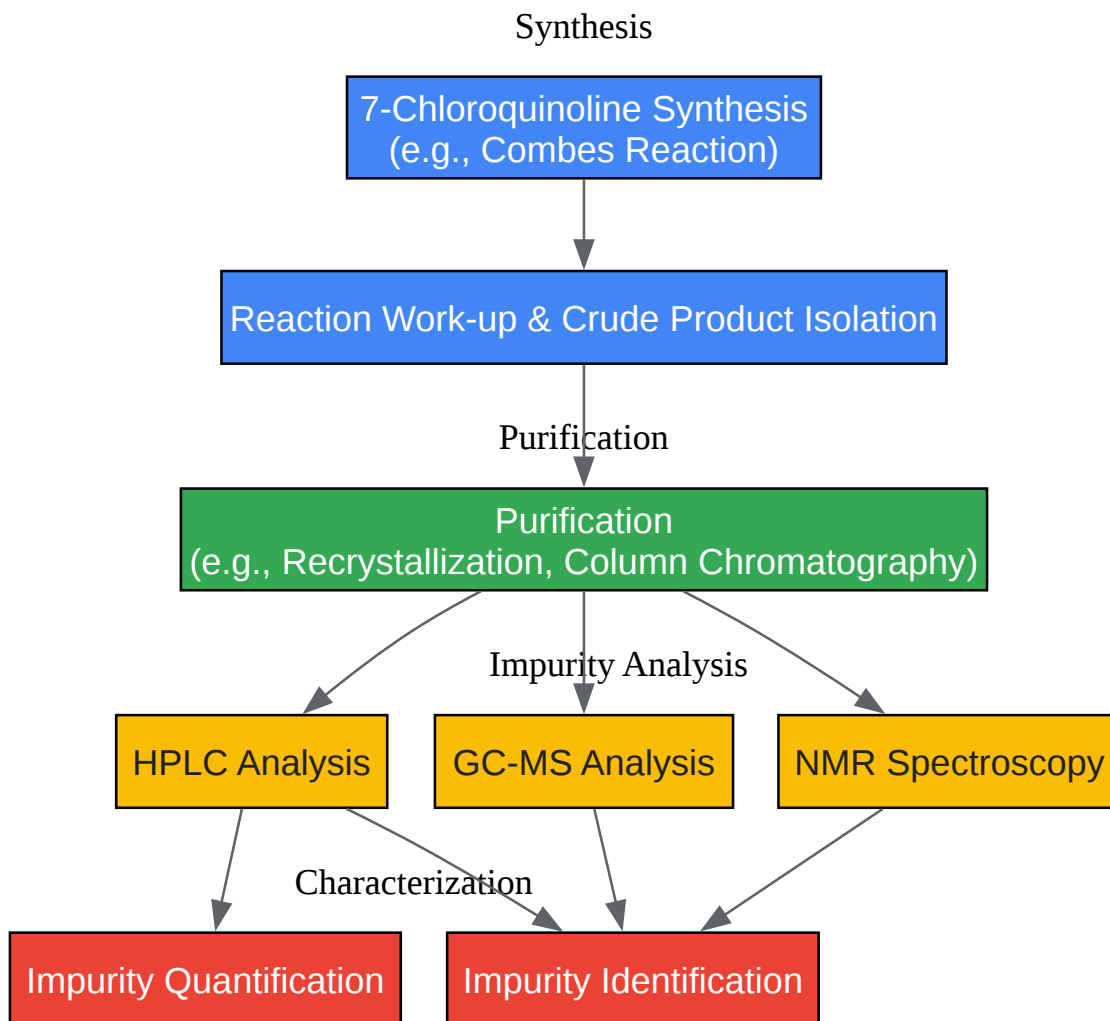 Synthesis
7-Chloroquinoline Synthesis
(e.g., Combes Reaction)
Reaction Work-up & Crude Product Isolation
Purification
Purification
(e.g., Recrystallization, Column Chromatography)
Impurity Analysis
HPLC Analysis
GC-MS Analysis
NMR Spectroscopy
Characterization
Impurity Quantification
Impurity Identification